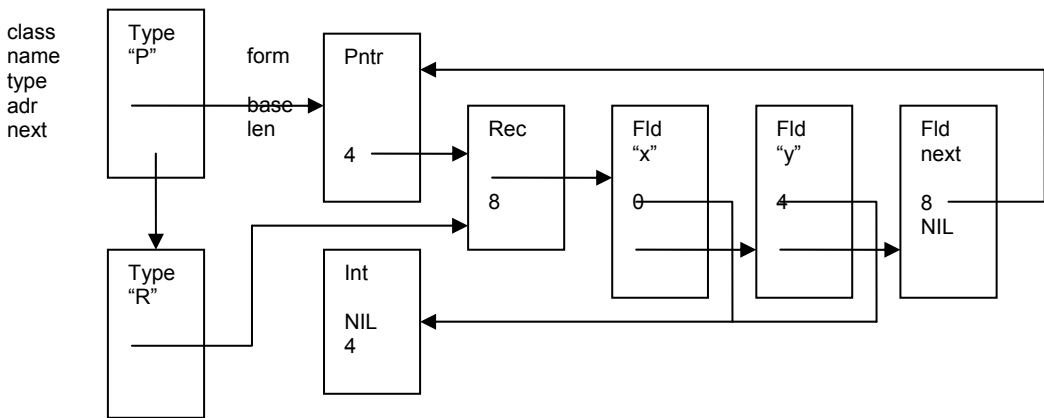 class
name
type
adr
next
Type
“P”
form
base
len
Pntr
4
Rec
8
Fld
“x”
0
Fld
“y”
4
Fld
next
8
NIL
Type
“R”
Int
NIL
4